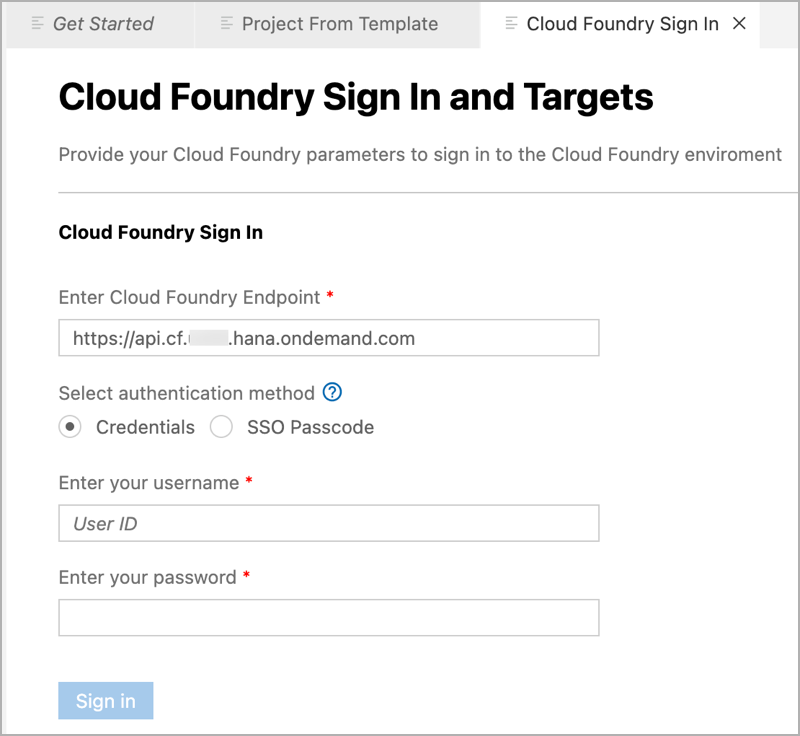 Get Started
Project From Template
Cloud Foundry Sign In
Cloud Foundry Sign In and Targets
Provide your Cloud Foundry parameters to sign in to the Cloud Foundry enviroment
Cloud Foundry Sign In
Enter Cloud Foundry Endpoint *
https://api.cf. .hana.ondemand.com
Select authentication method ?
Credentials
SSO Passcode
Enter your username *
User ID
Enter your password *
Sign in